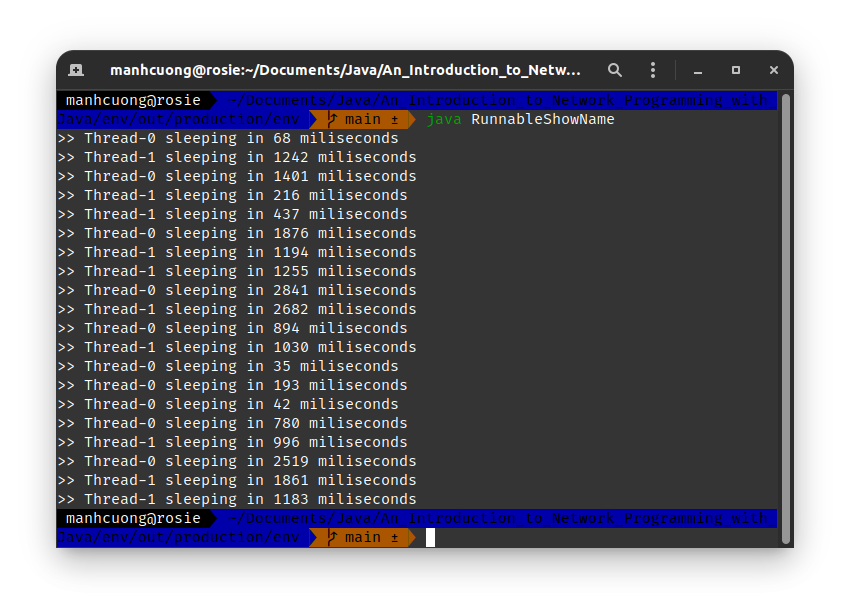 manhcuong@rosie:~/Documents/Java/An_Introduction_to_Netw...
manhcuong@rosie ~/Documents/Java/An_Introduction_to_Network_Programming_with_
Java/env/out/production/env main ± java RunnableShowName
>> Thread-0 sleeping in 68 miliseconds
>> Thread-1 sleeping in 1242 miliseconds
>> Thread-0 sleeping in 1401 miliseconds
>> Thread-1 sleeping in 216 miliseconds
>> Thread-1 sleeping in 437 miliseconds
>> Thread-0 sleeping in 1876 miliseconds
>> Thread-1 sleeping in 1194 miliseconds
>> Thread-1 sleeping in 1255 miliseconds
>> Thread-0 sleeping in 2841 miliseconds
>> Thread-1 sleeping in 2682 miliseconds
>> Thread-0 sleeping in 894 miliseconds
>> Thread-1 sleeping in 1030 miliseconds
>> Thread-0 sleeping in 35 miliseconds
>> Thread-0 sleeping in 193 miliseconds
>> Thread-0 sleeping in 42 miliseconds
>> Thread-0 sleeping in 780 miliseconds
>> Thread-1 sleeping in 996 miliseconds
>> Thread-0 sleeping in 2519 miliseconds
>> Thread-1 sleeping in 1861 miliseconds
>> Thread-1 sleeping in 1183 miliseconds
manhcuong@rosie ~/Documents/Java/An_Introduction_to_Network_Programming_with_
Java/env/out/production/env main ±